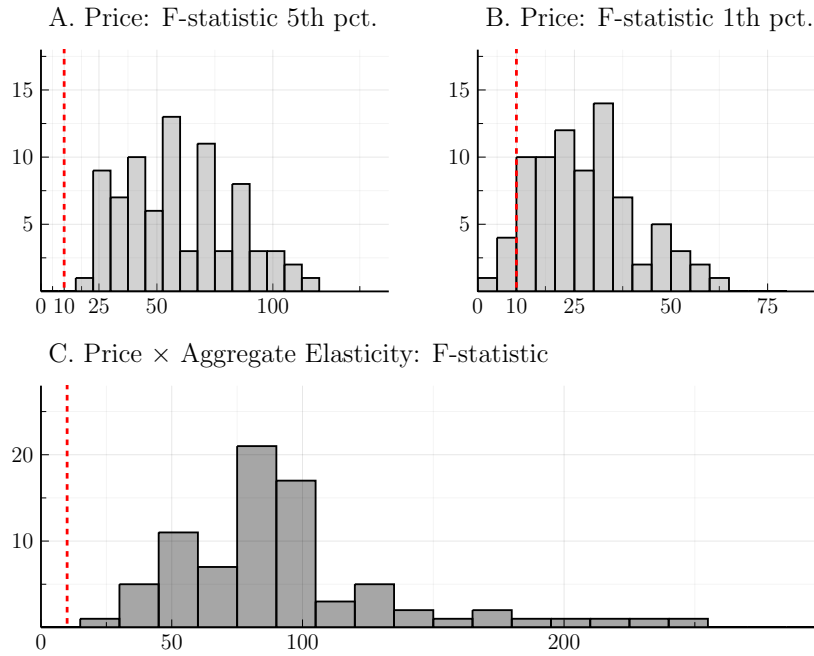 A. Price: F-statistic 5th pct.
B. Price: F-statistic 1th pct.
15
10
5
0 10 25 50 100
15
10
5
0 10 25 50 75
C. Price × Aggregate Elasticity: F-statistic
20
10
0 50 100 200